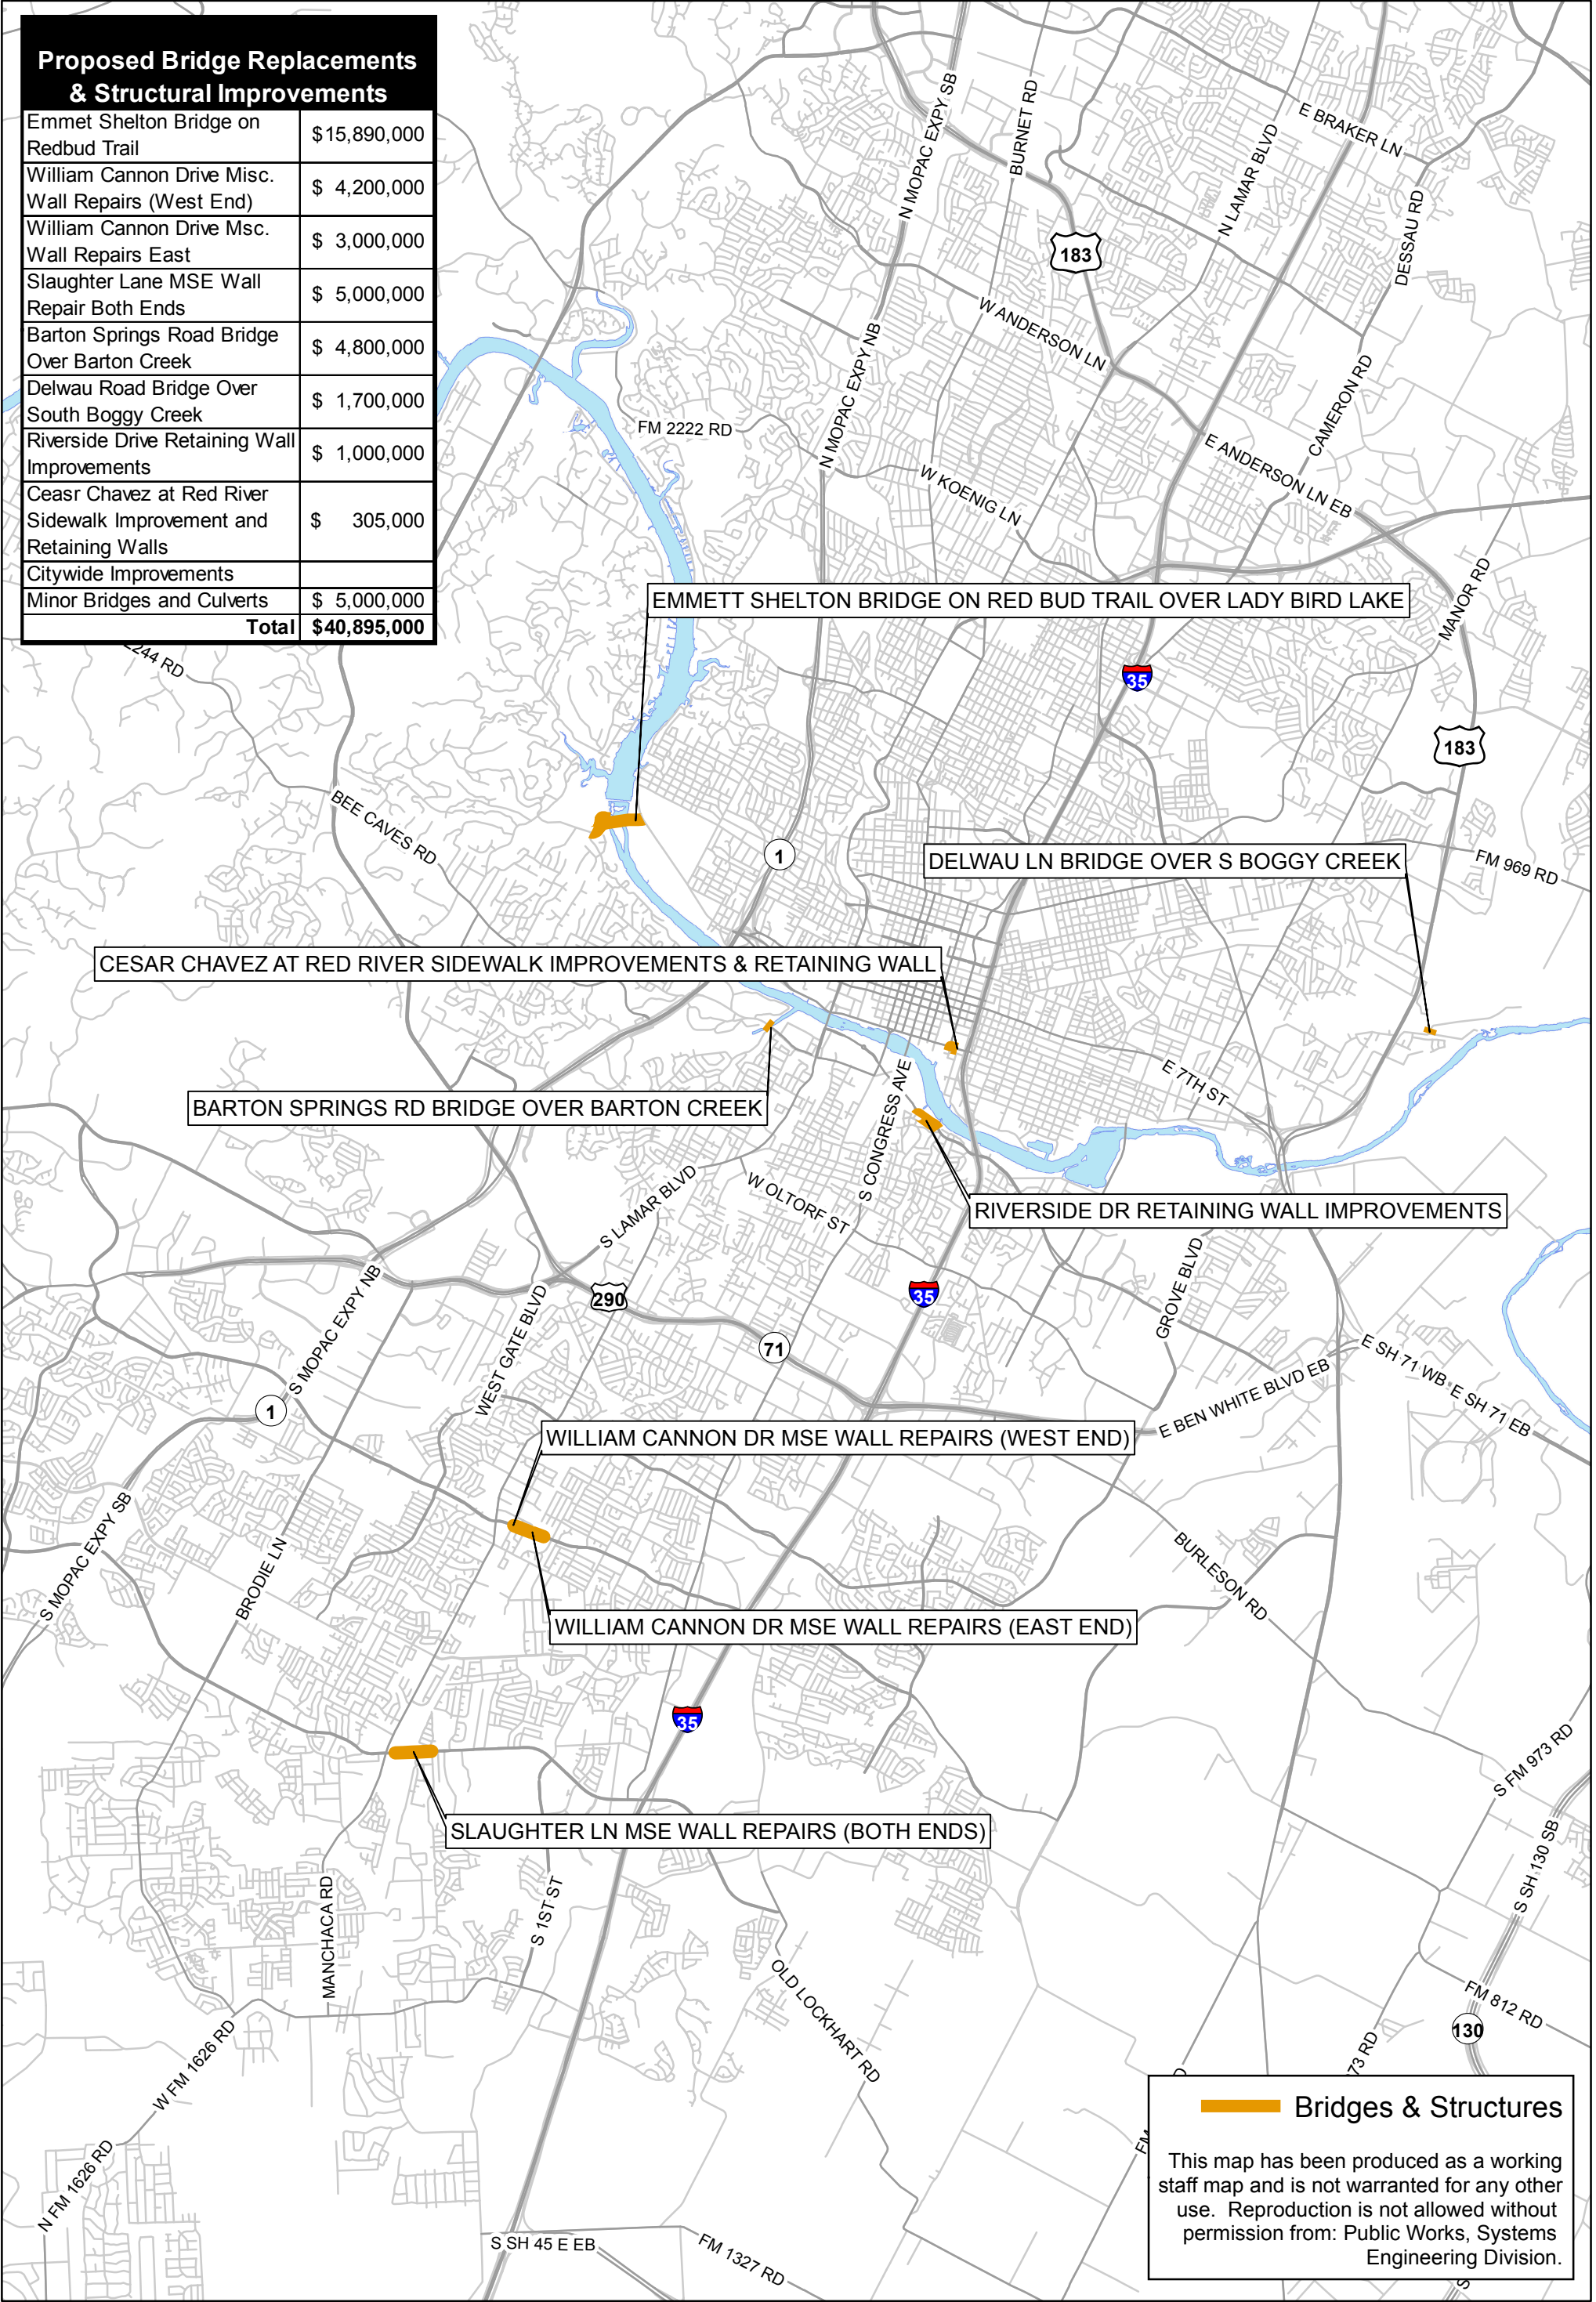 Proposed Bridge Replacements
& Structural Improvements
Emmet Shelton Bridge on
Redbud Trail
$15,890,000
William Cannon Drive Misc.
Wall Repairs (West End)
$ 4,200,000
William Cannon Drive Msc.
Wall Repairs East
$ 3,000,000
Slaughter Lane MSE Wall
Repair Both Ends
$ 5,000,000
Barton Springs Road Bridge
Over Barton Creek
$ 4,800,000
Delwau Road Bridge Over
South Boggy Creek
$ 1,700,000
Riverside Drive Retaining Wall
Improvements
$ 1,000,000
Ceasr Chavez at Red River
Sidewalk Improvement and
Retaining Walls
$ 305,000
Citywide Improvements
Minor Bridges and Culverts
$ 5,000,000
Total
$40,895,000
N MOPAC EXPY SB
BURNET RD
E BRAKER LN
N LAMAR BLVD
DESSAU RD
183
W ANDERSON LN
N MOPAC EXPY NB
CAMERON RD
FM 2222 RD
E ANDERSON LN EB
W KOENIG LN
MANOR RD
EMMETT SHELTON BRIDGE ON RED BUD TRAIL OVER LADY BIRD LAKE
2244 RD
35
183
BEE CAVES RD
1
DELWAU LN BRIDGE OVER S BOGGY CREEK
FM 969 RD
CESAR CHAVEZ AT RED RIVER SIDEWALK IMPROVEMENTS & RETAINING WALL
E 7TH ST
BARTON SPRINGS RD BRIDGE OVER BARTON CREEK
S CONGRESS AVE
S LAMAR BLVD
W OLTORF ST
RIVERSIDE DR RETAINING WALL IMPROVEMENTS
S MOPAC EXPY NB
WEST GATE BLVD
290
35
GROVE BLVD
71
E SH 71 WB
E SH 71 EB
1
E BEN WHITE BLVD EB
WILLIAM CANNON DR MSE WALL REPAIRS (WEST END)
S MOPAC EXPY SB
BRODIE LN
BURLESON RD
WILLIAM CANNON DR MSE WALL REPAIRS (EAST END)
35
S FM 973 RD
SLAUGHTER LN MSE WALL REPAIRS (BOTH ENDS)
S SH 130 SB
MANCHACA RD
S 1ST ST
OLD LOCKHART RD
FM 812 RD
130
W FM 1626 RD
73 RD
D
FM
N FM 1626 RD
S SH 45 E EB
FM 1327 RD
S
Bridges & Structures
This map has been produced as a working
staff map and is not warranted for any other
use. Reproduction is not allowed without
permission from: Public Works, Systems
Engineering Division.